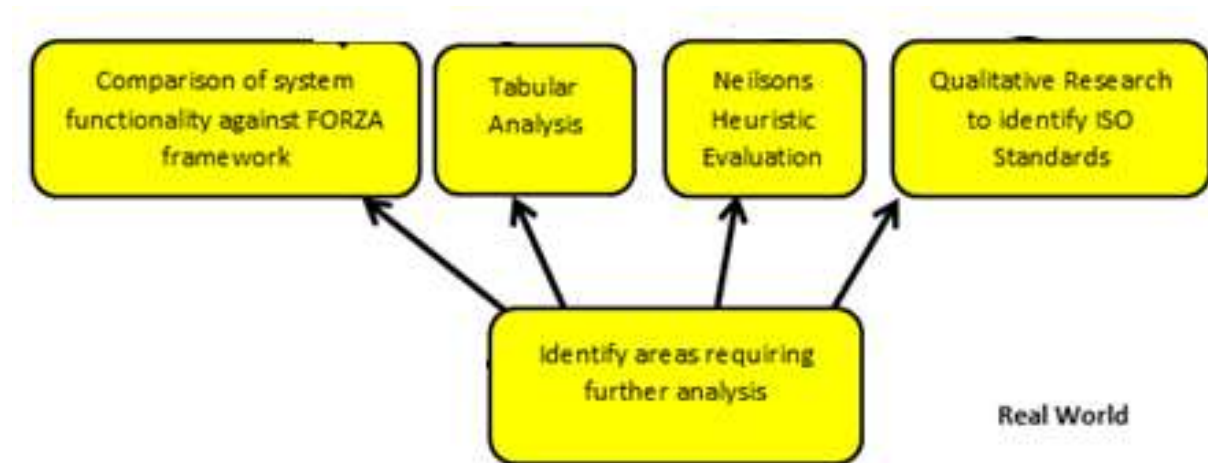 Comparison of system
functionality against FORZA
framework
Tabular
Analysis
Neilsons
Heuristic
Evaluation
Qualitative Research
to identify ISO
Standards
Identify areas requiring
further analysis
Real World